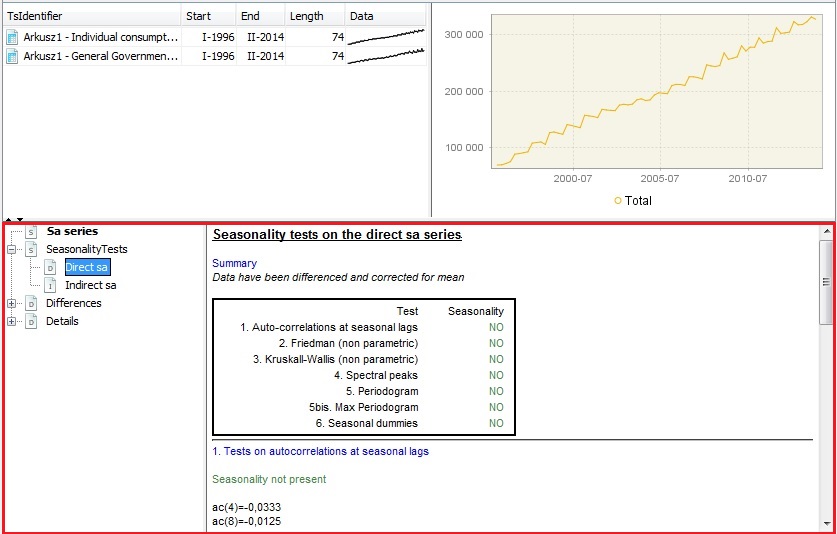 TsIdentifier Start End Length Data
Arkusz1 - Individual consumpt... I-1996 II-2014 74
Arkusz1 - General Governmen... I-1996 II-2014 74
300 000
200 000
100 000
2000-07 2005-07 2010-07
Total
Sa series
SeasonalityTests
Direct sa
Indirect sa
Differences
Details
Seasonality tests on the direct sa series
Summary
Data have been differenced and corrected for mean
Test Seasonality
1. Auto-correlations at seasonal lags NO
2. Friedman (non parametric) NO
3. Kruskall-Wallis (non parametric) NO
4. Spectral peaks NO
5. Periodogram NO
5bis. Max Periodogram NO
6. Seasonal dummies NO
1. Tests on autocorrelations at seasonal lags
Seasonality not present
ac(4)=-0,0333
ac(8)=-0,0125